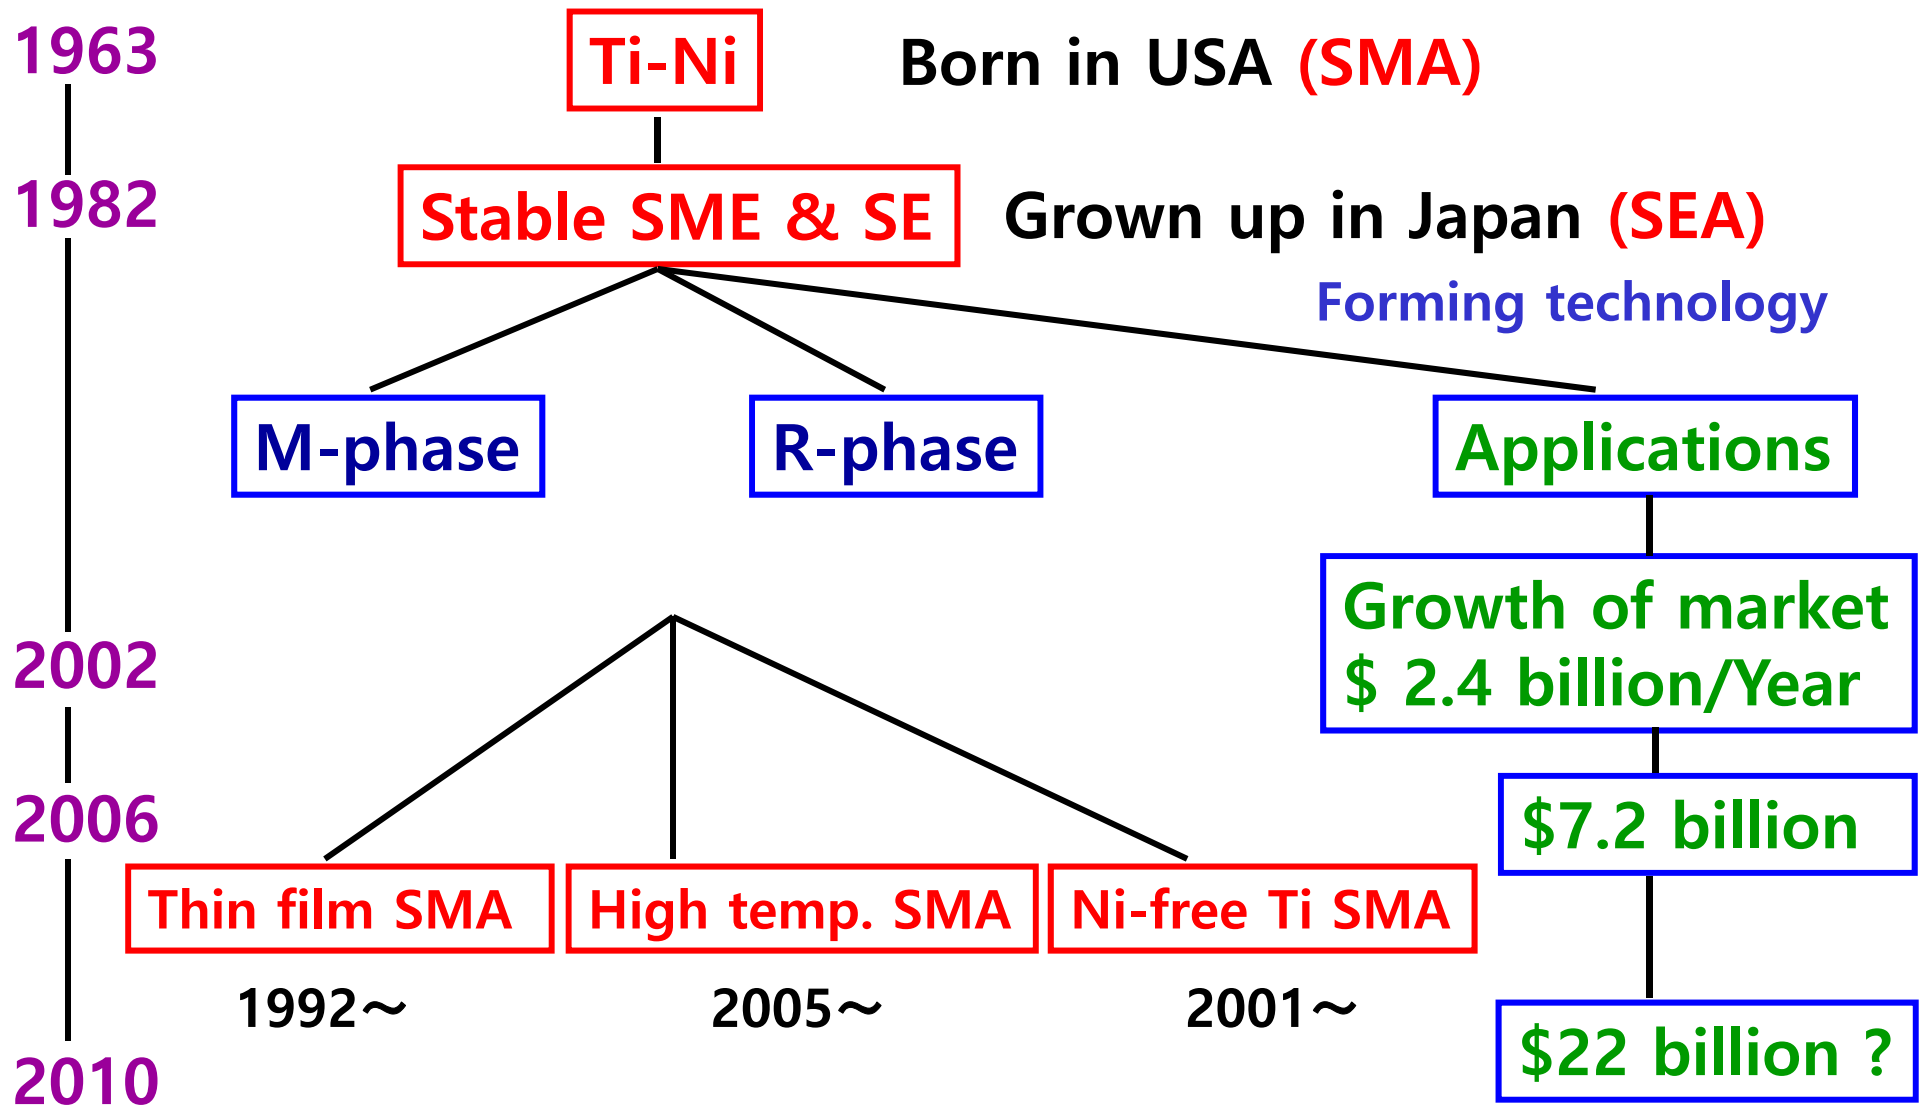 1963
Ti-Ni
Born in USA (SMA)
1982
Stable SME & SE
Grown up in Japan (SEA)
Forming technology
M-phase
R-phase
Applications
Growth of market
$ 2.4 billion/Year
2002
2006
$7.2 billion
Thin film SMA
High temp. SMA
Ni-free Ti SMA
1992～
2005～
2001～
2010
$22 billion ?